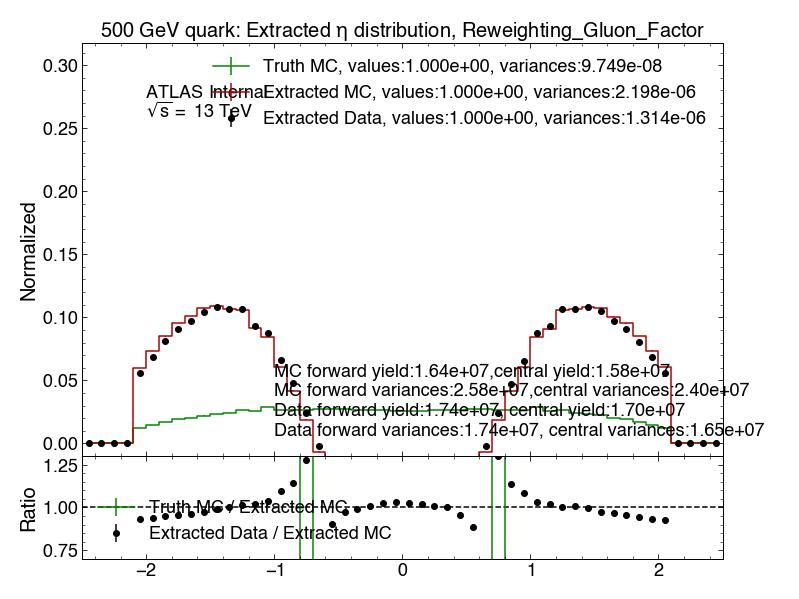 500 GeV quark: Extracted η distribution, Reweighting_Gluon_Factor
Truth MC, values:1.000e+00, variances:9.749e-08
ATLAS Internal
Extracted MC, values:1.000e+00, variances:2.198e-06
√s = 13 TeV
Extracted Data, values:1.000e+00, variances:1.314e-06
Normalized
0.30
0.25
0.20
0.15
0.10
0.05
0.00
MC forward yield:1.64e+07,central yield:1.58e+07
MC forward variances:2.58e+07,central variances:2.40e+07
Data forward yield:1.74e+07, central yield:1.70e+07
Data forward variances:1.74e+07, central variances:1.65e+07
Ratio
1.25
1.00
0.75
Truth MC / Extracted MC
Extracted Data / Extracted MC
−2 −1 0 1 2